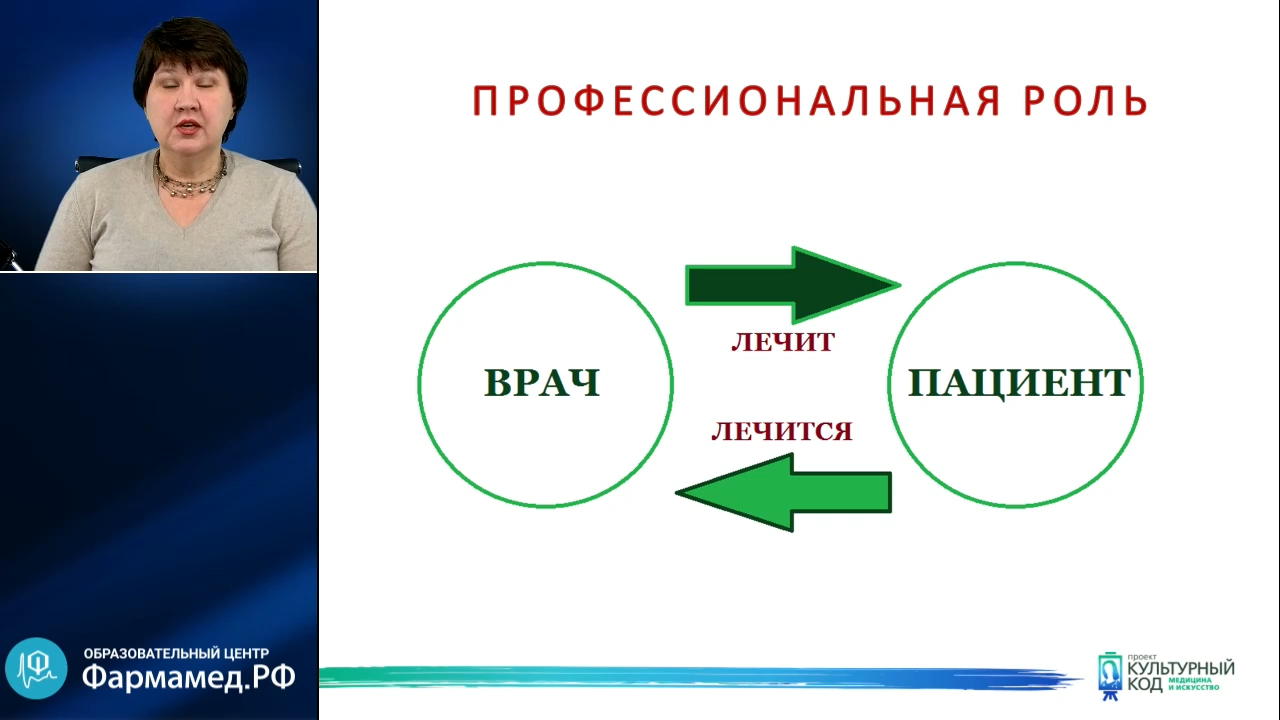 ПРОФЕССИОНАЛЬНАЯ РОЛЬ
ВРАЧ
ЛЕЧИТ
ПАЦИЕНТ
ЛЕЧИТСЯ
ОБРАЗОВАТЕЛЬНЫЙ ЦЕНТР
Фармамед.РФ
проект
КУЛЬТУРНЫЙ
КОД МЕДИЦИНА
И ИСКУССТВО